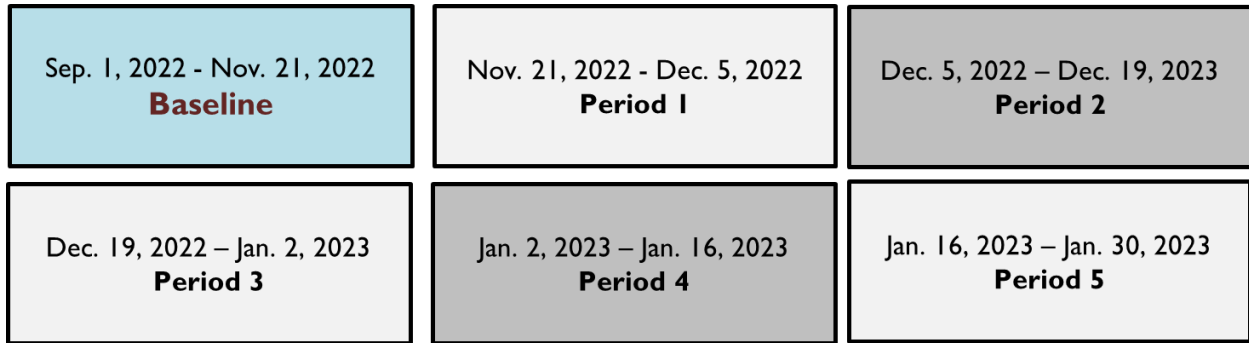 Sep. 1, 2022 - Nov. 21, 2022
Baseline
Nov. 21, 2022 - Dec. 5, 2022
Period 1
Dec. 5, 2022 – Dec. 19, 2023
Period 2
Dec. 19, 2022 – Jan. 2, 2023
Period 3
Jan. 2, 2023 – Jan. 16, 2023
Period 4
Jan. 16, 2023 – Jan. 30, 2023
Period 5